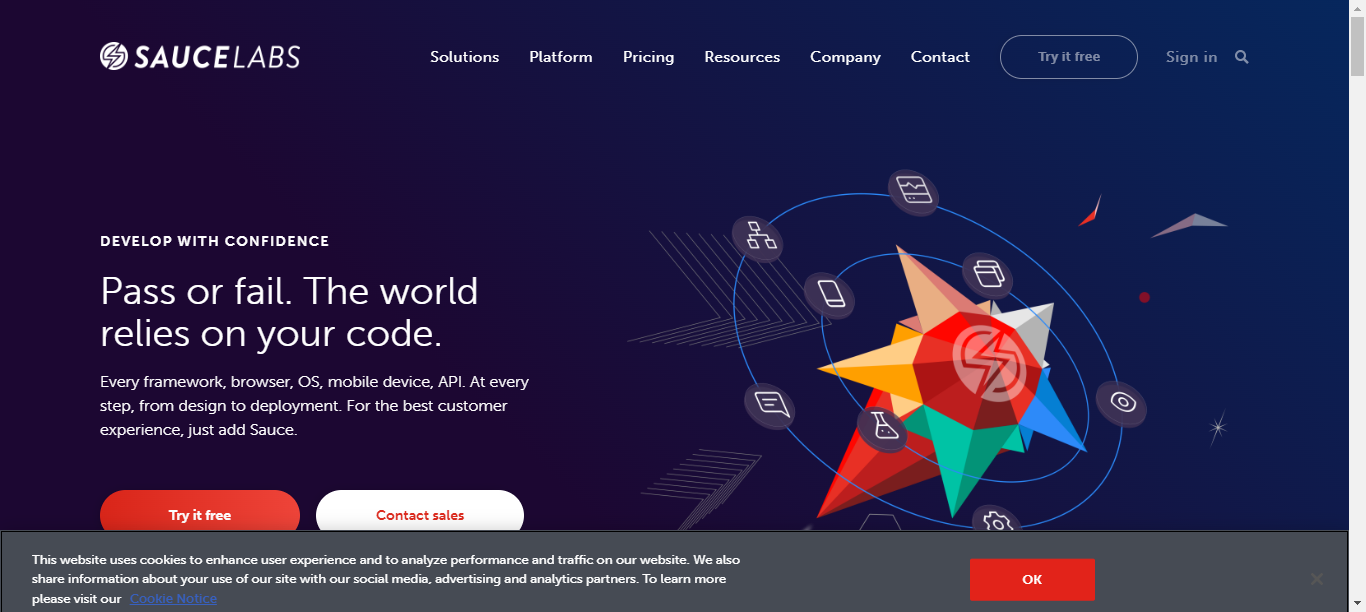 SAUCELABS
Solutions Platform Pricing Resources Company Contact Try it free Sign in
DEVELOP WITH CONFIDENCE
Pass or fail. The world
relies on your code.
Every framework, browser, OS, mobile device, API. At every
step, from design to deployment. For the best customer
experience, just add Sauce.
Try it free Contact sales
This website uses cookies to enhance user experience and to analyze performance and traffic on our website. We also
share information about your use of our site with our social media, advertising and analytics partners. To learn more
please visit our Cookie Notice
OK